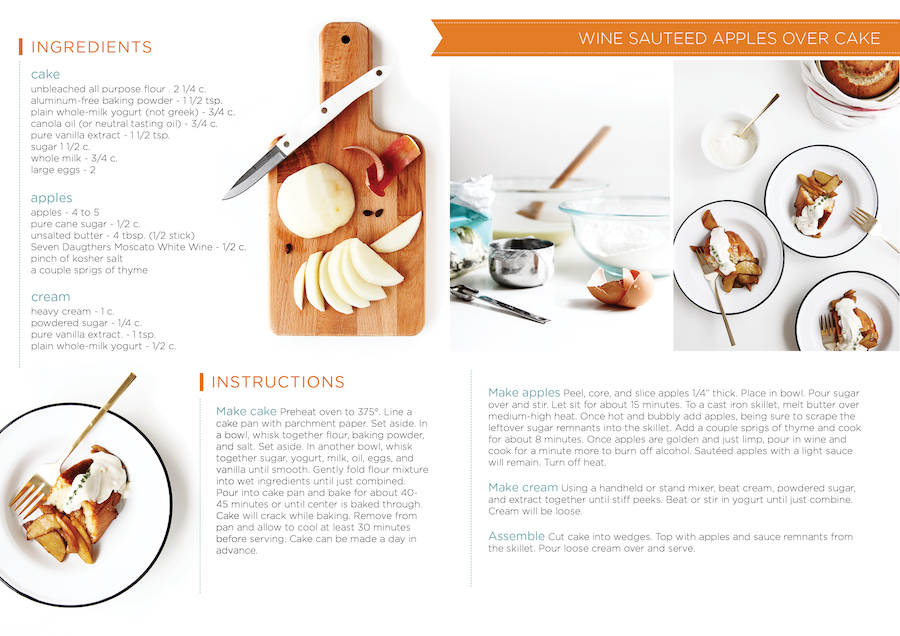 WINE SAUTEED APPLES OVER CAKE
INGREDIENTS
cake
unbleached all purpose flour . 2 1/4 c.
aluminum-free baking powder - 1 1/2 tsp.
plain whole-milk yogurt (not greek) - 3/4 c.
canola oil (or neutral tasting oil) - 3/4 c.
pure vanilla extract - 1 1/2 tsp.
sugar 1 1/2 c.
whole milk - 3/4 c.
large eggs - 2
apples
apples - 4 to 5
pure cane sugar - 1/2 c.
unsalted butter - 4 tbsp. (1/2 stick)
Seven Daugthers Moscato White Wine - 1/2 c.
pinch of kosher salt
a couple sprigs of thyme
cream
heavy cream - 1 c.
powdered sugar - 1/4 c.
pure vanilla extract. - 1 tsp.
plain whole-milk yogurt - 1/2 c.
INSTRUCTIONS
Make cake Preheat oven to 375°. Line a
cake pan with parchment paper. Set aside. In
a bowl, whisk together flour, baking powder,
and salt. Set aside. In another bowl, whisk
together sugar, yogurt, milk, oil, eggs, and
vanilla until smooth. Gently fold flour mixture
into wet ingredients until just combined.
Pour into cake pan and bake for about 40-
45 minutes or until center is baked through.
Cake will crack while baking. Remove from
pan and allow to cool at least 30 minutes
before serving. Cake can be made a day in
advance.
Make apples Peel, core, and slice apples 1/4" thick. Place in bowl. Pour sugar
over and stir. Let sit for about 15 minutes. To a cast iron skillet, melt butter over
medium-high heat. Once hot and bubbly add apples, being sure to scrape the
leftover sugar remnants into the skillet. Add a couple sprigs of thyme and cook
for about 8 minutes. Once apples are golden and just limp, pour in wine and
cook for a minute more to burn off alcohol. Sautéed apples with a light sauce
will remain. Turn off heat.
Make cream Using a handheld or stand mixer, beat cream, powdered sugar,
and extract together until stiff peeks. Beat or stir in yogurt until just combine.
Cream will be loose.
Assemble Cut cake into wedges. Top with apples and sauce remnants from
the skillet. Pour loose cream over and serve.